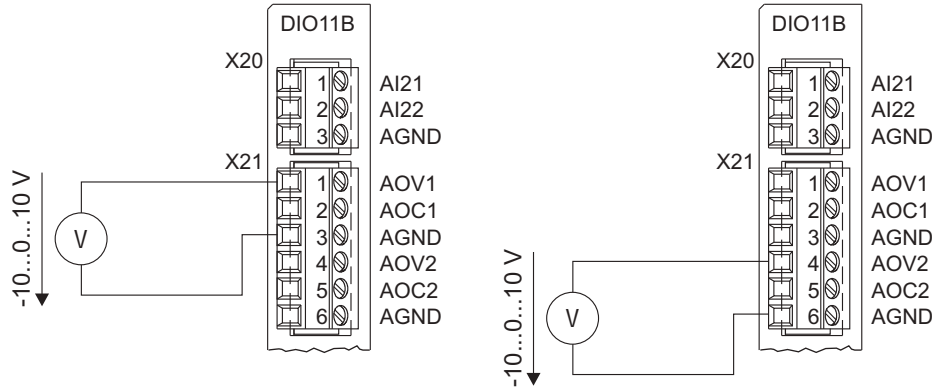 DIO11B
X20
1 AI21
2 AI22
3 AGND
X21
1 AOV1
2 AOC1
3 AGND
4 AOV2
5 AOC2
6 AGND
V
-10...0...10 V
DIO11B
X20
1 AI21
2 AI22
3 AGND
X21
1 AOV1
2 AOC1
3 AGND
4 AOV2
5 AOC2
6 AGND
V
-10...0...10 V